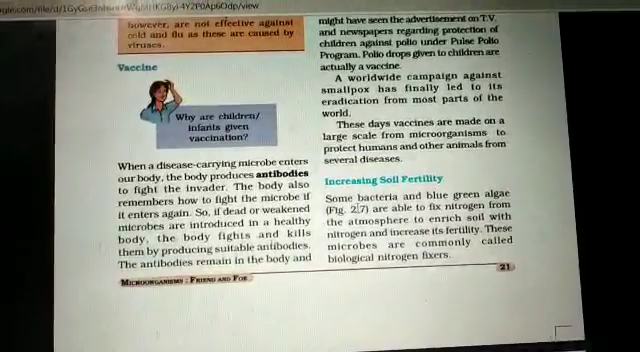 however, are not effective against
cold and flu as these are caused by
viruses.
Vaccine
Why are children/
infants given
vaccination?
When a disease-carrying microbe enters
our body, the body produces antibodies
to fight the invader. The body also
remembers how to fight the microbe if
it enters again. So, if dead or weakened
microbes are introduced in a healthy
body, the body fights and kills
them by producing suitable antibodies.
The antibodies remain in the body and
might have seen the advertisement on T.V.
and newspapers regarding protection of
children against polio under Pulse Polio
Program. Polio drops given to children are
actually a vaccine.
A worldwide campaign against
smallpox has finally led to its
eradication from most parts of the
world.
These days vaccines are made on a
large scale from microorganisms to
protect humans and other animals from
several diseases.
Increasing Soil Fertility
Some bacteria and blue green algae
(Fig. 2.7) are able to fix nitrogen from
the atmosphere to enrich soil with
nitrogen and increase its fertility. These
microbes are commonly called
biological nitrogen fixers.
MICROORGANISMS : FRIEND AND FOE
21